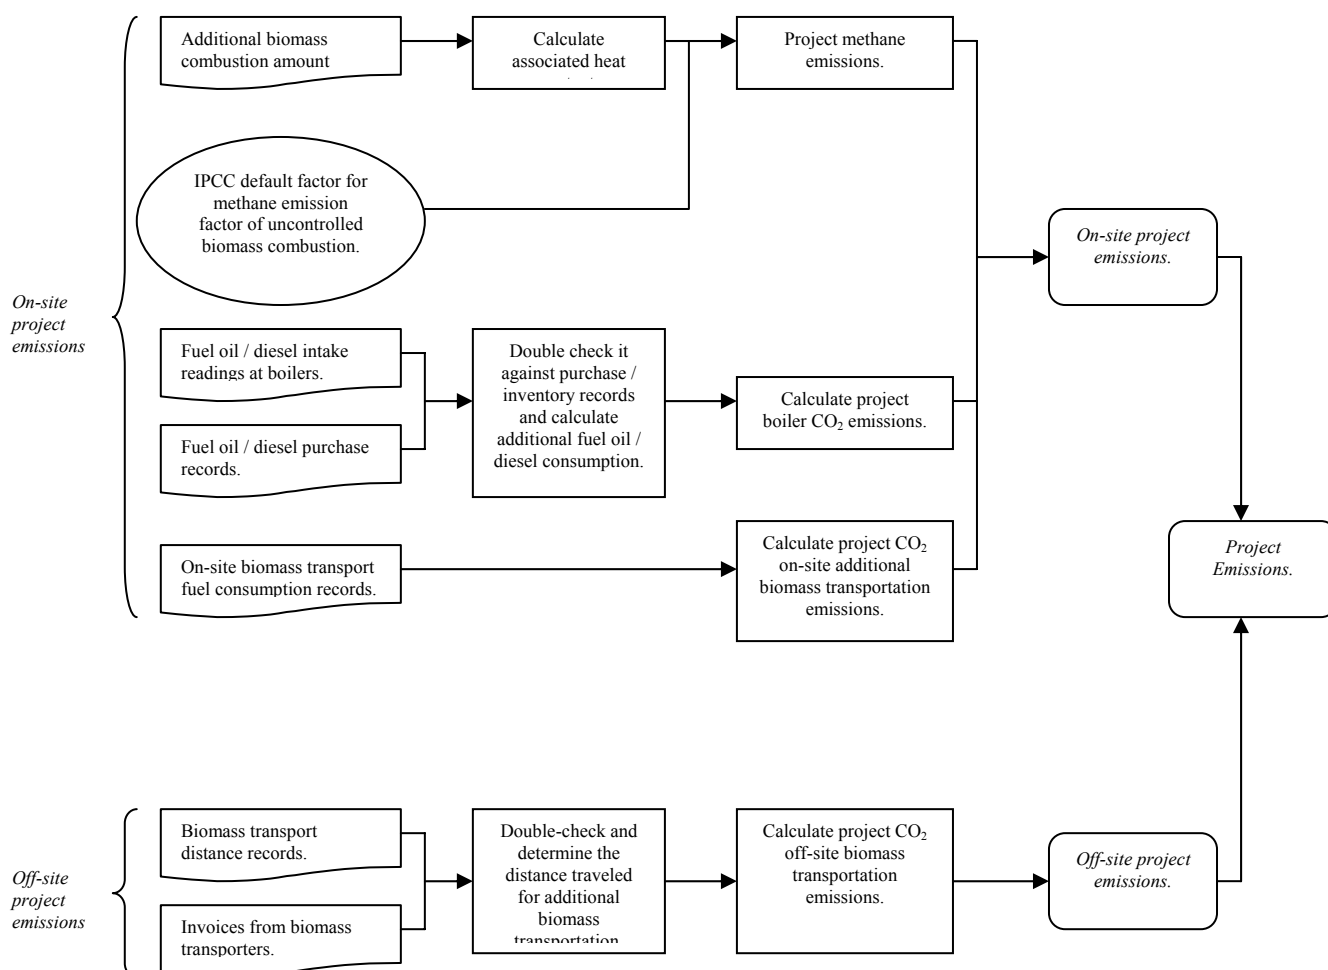 Additional biomass
combustion amount
Calculate
associated heat
Project methane
emissions.
IPCC default factor for
methane emission
factor of uncontrolled
biomass combustion.
On-site
project
emissions
On-site project
emissions.
Fuel oil / diesel intake
readings at boilers.
Fuel oil / diesel purchase
records.
Double check it
against purchase /
inventory records
and calculate
additional fuel oil /
diesel consumption.
Calculate project
boiler CO₂ emissions.
On-site biomass transport
fuel consumption records.
Calculate project CO₂
on-site additional
biomass transportation
emissions.
Project
Emissions.
Off-site
project
emissions
Biomass transport
distance records.
Invoices from biomass
transporters.
Double-check and
determine the
distance traveled
for additional
biomass
transportation
Calculate project CO₂
off-site biomass
transportation
emissions.
Off-site project
emissions.